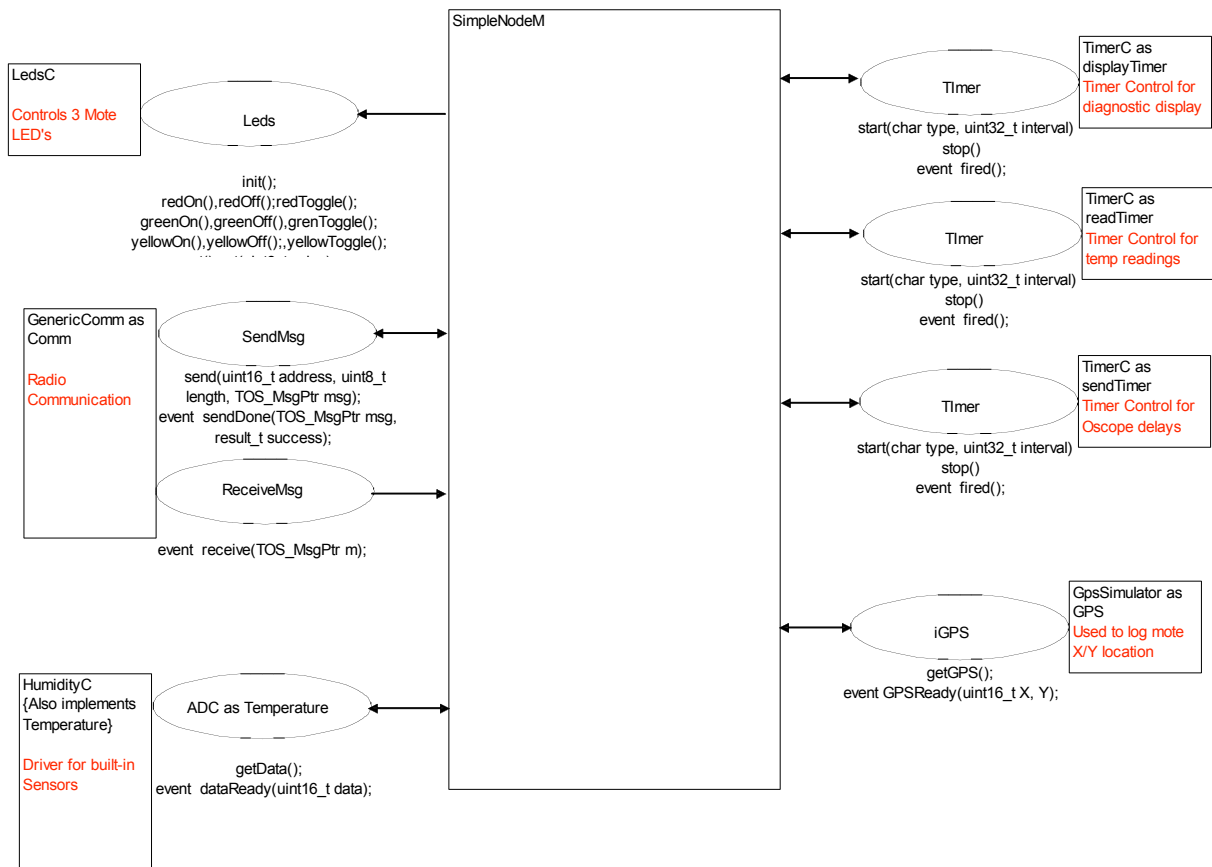 SimpleNodeM
LedsC
Controls 3 Mote
LED's
Leds
init();
redOn(),redOff();redToggle();
greenOn(),greenOff(),grenToggle();
yellowOn(),yellowOff();,yellowToggle();
GenericComm as
Comm
Radio
Communication
SendMsg
send(uint16_t address, uint8_t
length, TOS_MsgPtr msg);
event sendDone(TOS_MsgPtr msg,
result_t success);
ReceiveMsg
event receive(TOS_MsgPtr m);
HumidityC
{Also implements
Temperature}
Driver for built-in
Sensors
ADC as Temperature
getData();
event dataReady(uint16_t data);
TImer
start(char type, uint32_t interval)
stop()
event fired();
TimerC as
displayTimer
Timer Control for
diagnostic display
TImer
start(char type, uint32_t interval)
stop()
event fired();
TimerC as
readTimer
Timer Control for
temp readings
TImer
start(char type, uint32_t interval)
stop()
event fired();
TimerC as
sendTimer
Timer Control for
Oscope delays
iGPS
getGPS();
event GPSReady(uint16_t X, Y);
GpsSimulator as
GPS
Used to log mote
X/Y location